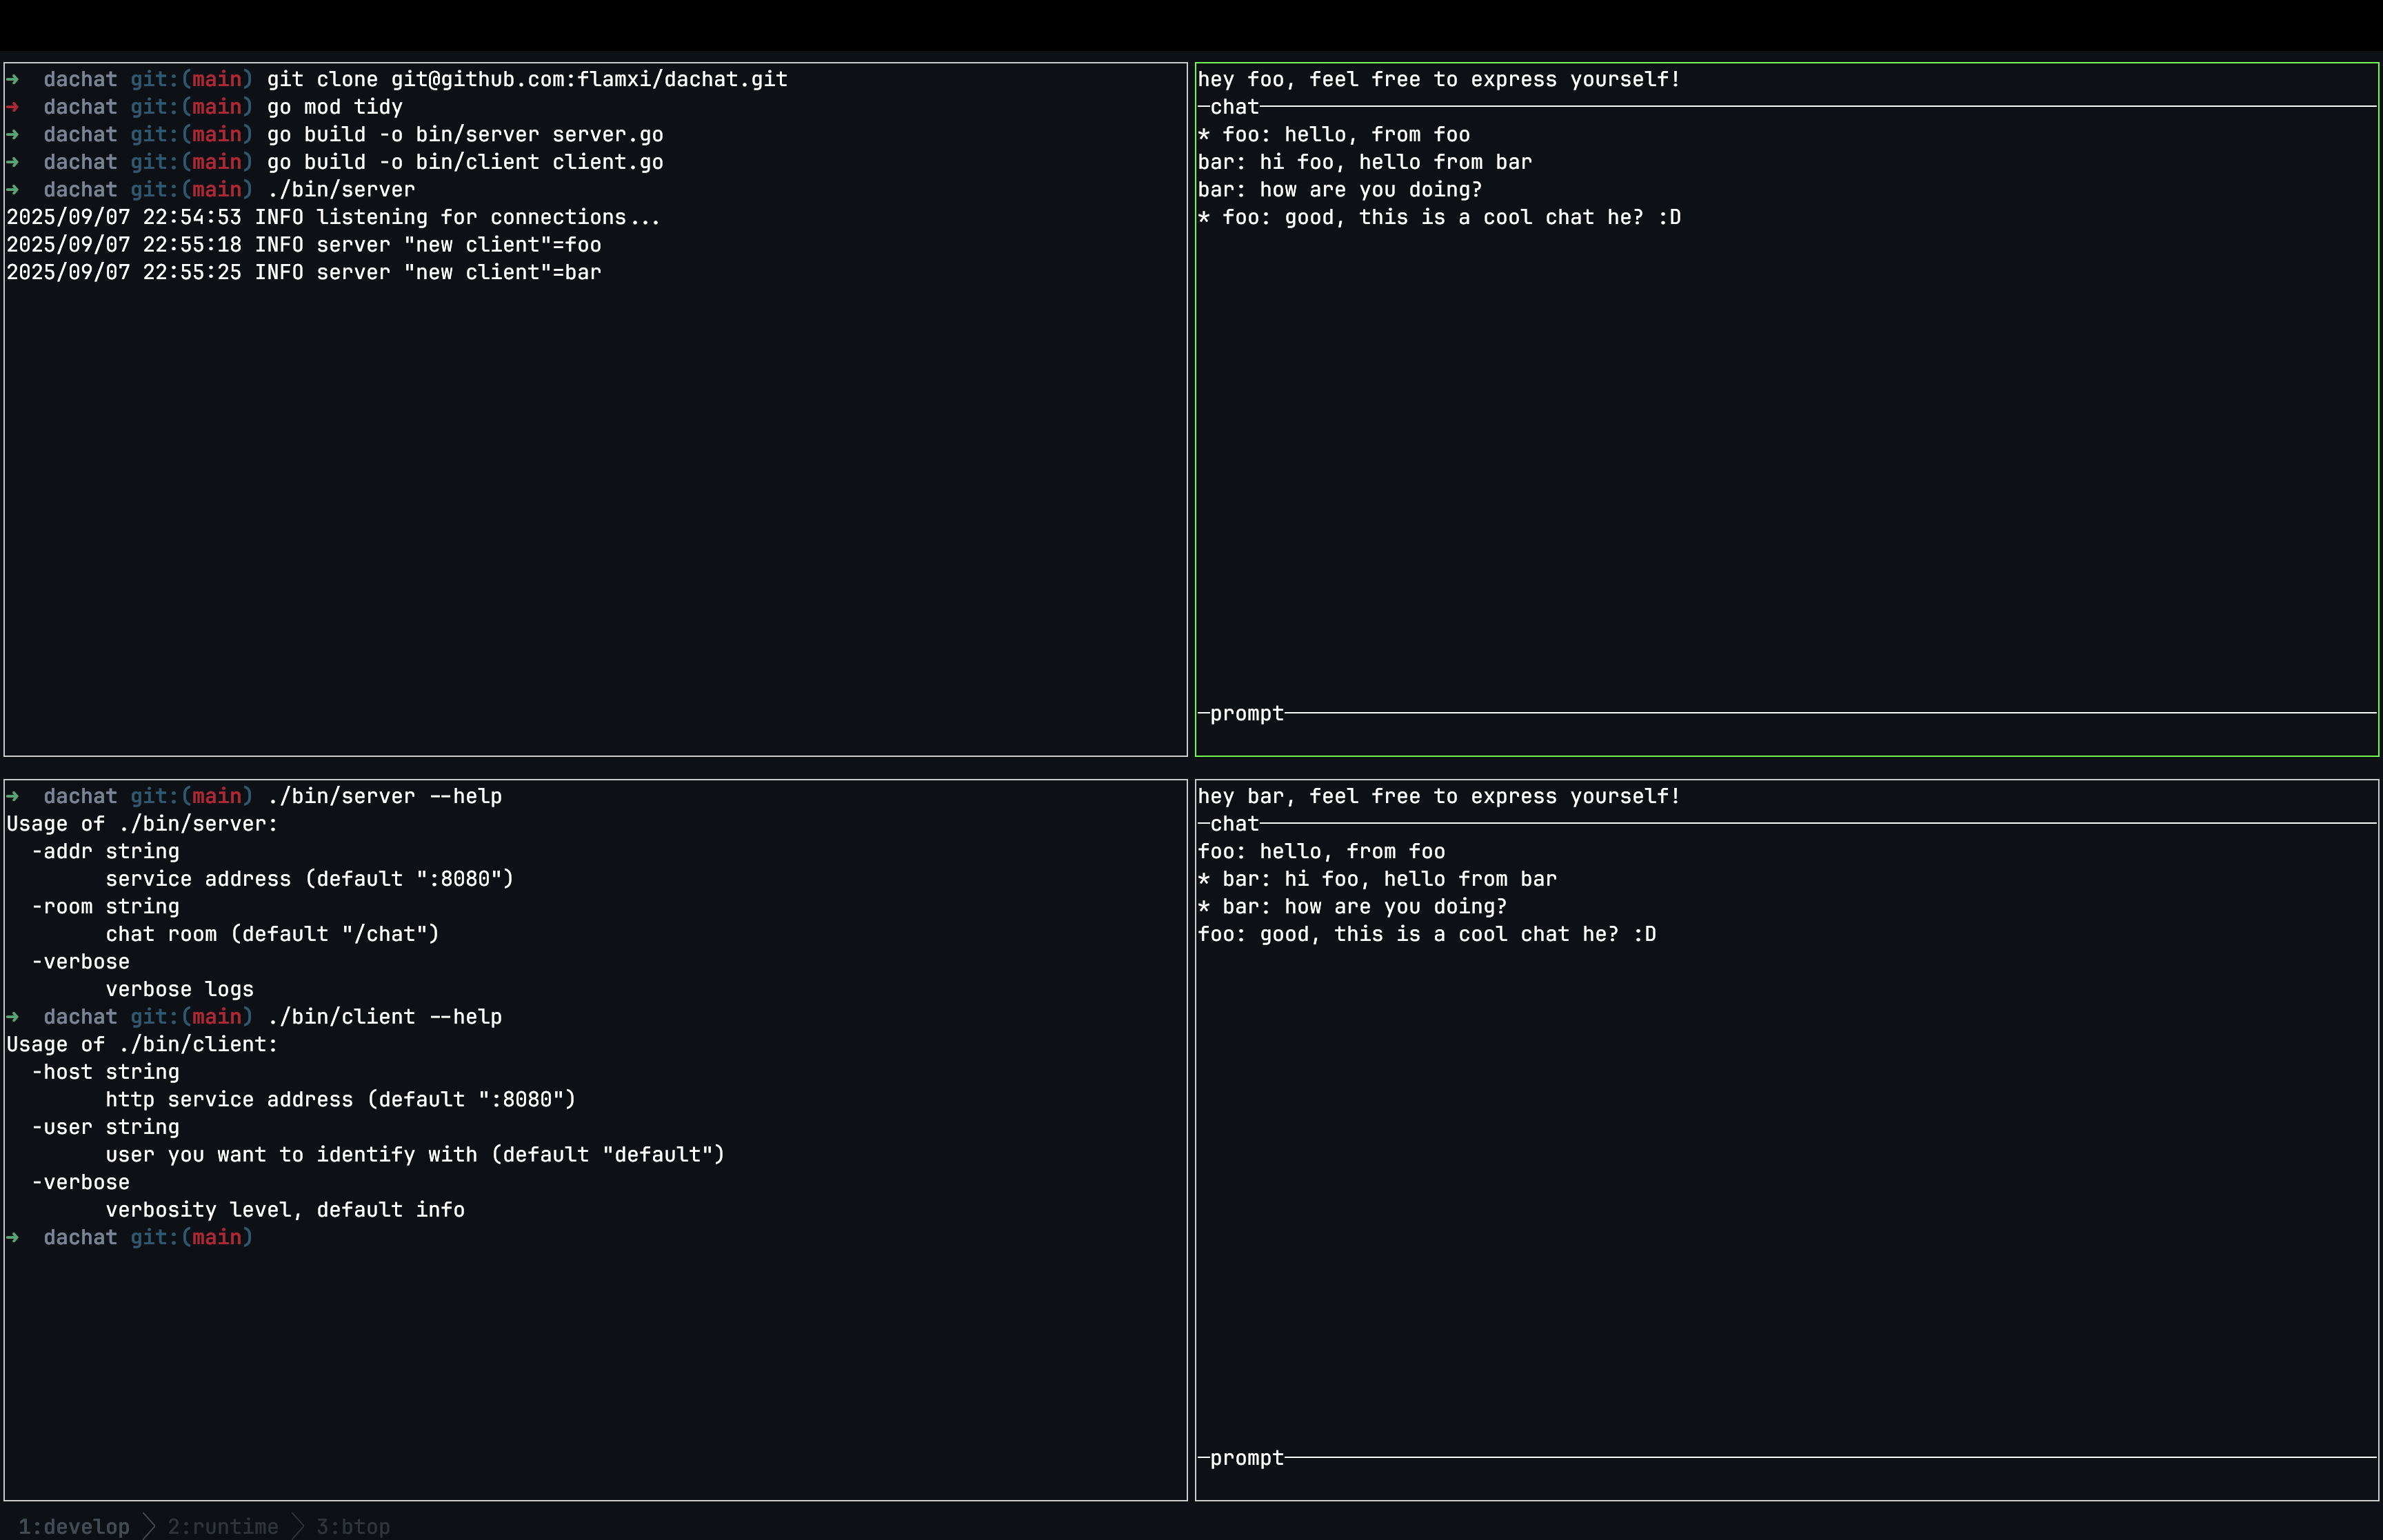 ➜  dachat git:(main) git clone git@github.com:flamxi/dachat.git
➜  dachat git:(main) go mod tidy
➜  dachat git:(main) go build -o bin/server server.go
➜  dachat git:(main) go build -o bin/client client.go
➜  dachat git:(main) ./bin/server
2025/09/07 22:54:53 INFO listening for connections...
2025/09/07 22:55:18 INFO server "new client"=foo
2025/09/07 22:55:25 INFO server "new client"=bar
hey foo, feel free to express yourself!
chat
* foo: hello, from foo
bar: hi foo, hello from bar
bar: how are you doing?
* foo: good, this is a cool chat he? :D
prompt
➜  dachat git:(main) ./bin/server --help
Usage of ./bin/server:
  -addr string
        service address (default ":8080")
  -room string
        chat room (default "/chat")
  -verbose
        verbose logs
➜  dachat git:(main) ./bin/client --help
Usage of ./bin/client:
  -host string
        http service address (default ":8080")
  -user string
        user you want to identify with (default "default")
  -verbose
        verbosity level, default info
➜  dachat git:(main)
hey bar, feel free to express yourself!
chat
foo: hello, from foo
* bar: hi foo, hello from bar
* bar: how are you doing?
foo: good, this is a cool chat he? :D
prompt
1:develop 2:runtime 3:btop